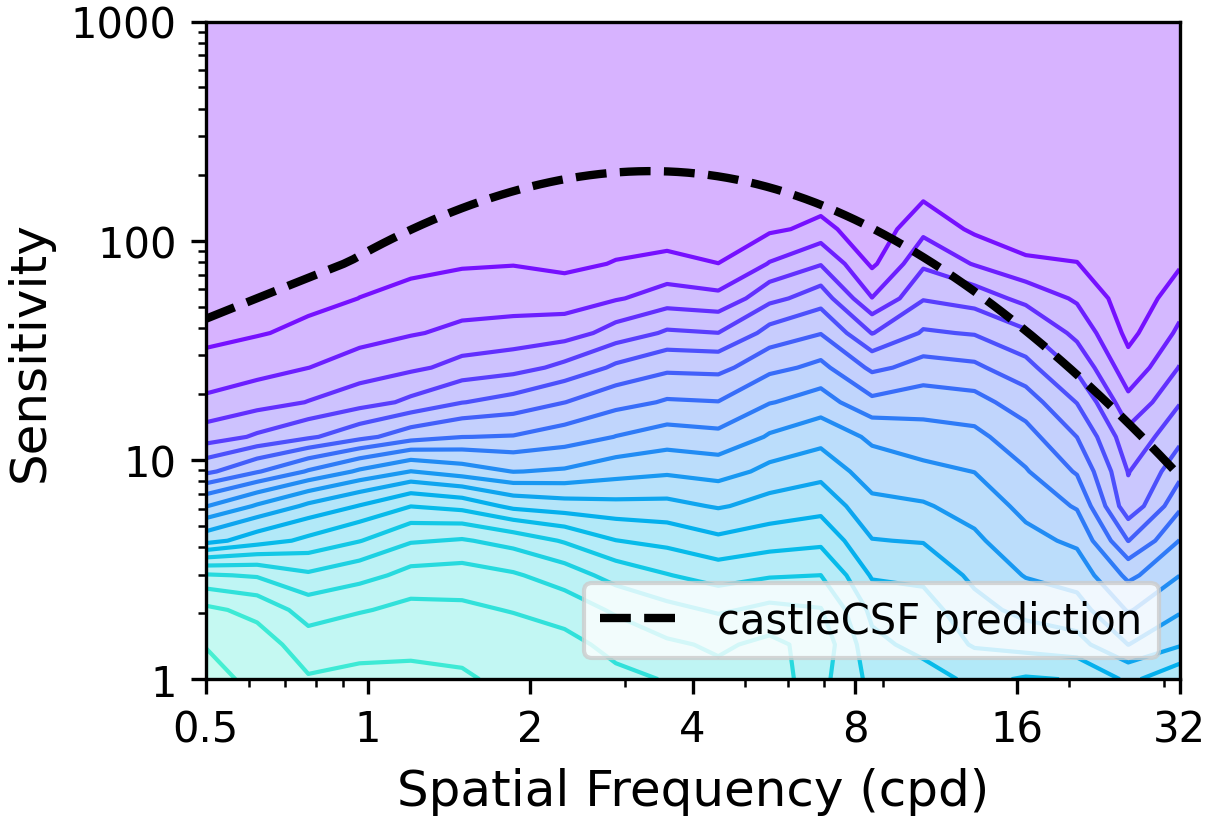 1000
100
10
1
Sensitivity
castleCSF prediction
0.5 1 2 4 8 16 32
Spatial Frequency (cpd)